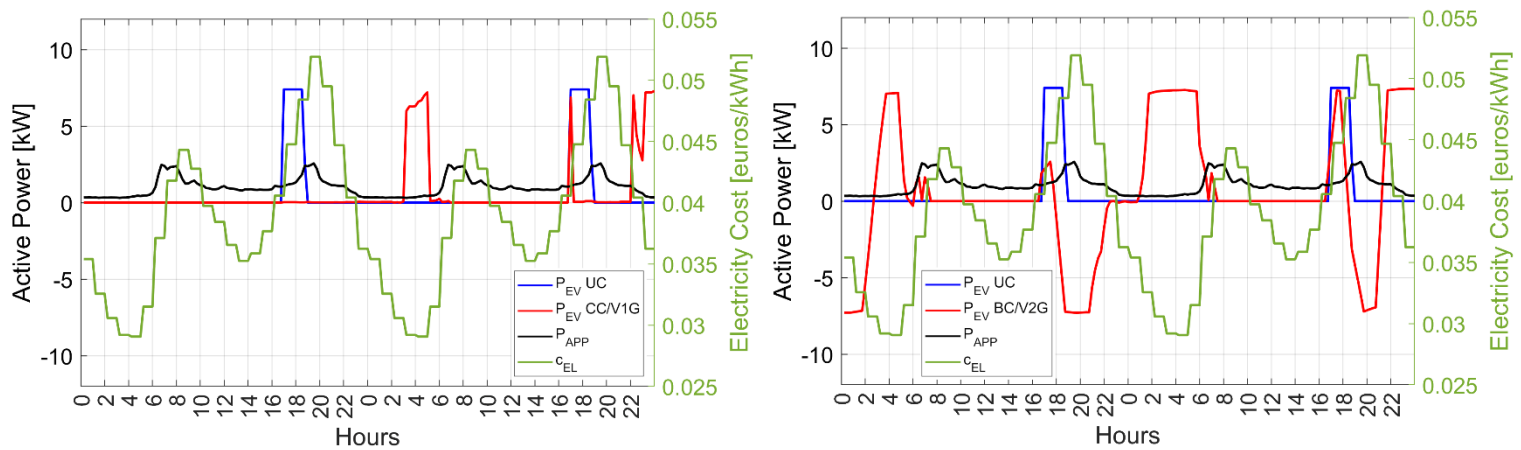 10
5
0
-5
-10
Active Power [kW]
0.055
0.05
0.045
0.04
0.035
0.03
0.025
Electricity Cost [euros/kWh]
P_EV UC
P_EV CC/V1G
P_APP
c_EL
0 2 4 6 8 10 12 14 16 18 20 22 0 2 4 6 8 10 12 14 16 18 20 22
Hours
10
5
0
-5
-10
Active Power [kW]
0.055
0.05
0.045
0.04
0.035
0.03
0.025
Electricity Cost [euros/kWh]
P_EV UC
P_EV BC/V2G
P_APP
c_EL
0 2 4 6 8 10 12 14 16 18 20 22 0 2 4 6 8 10 12 14 16 18 20 22
Hours